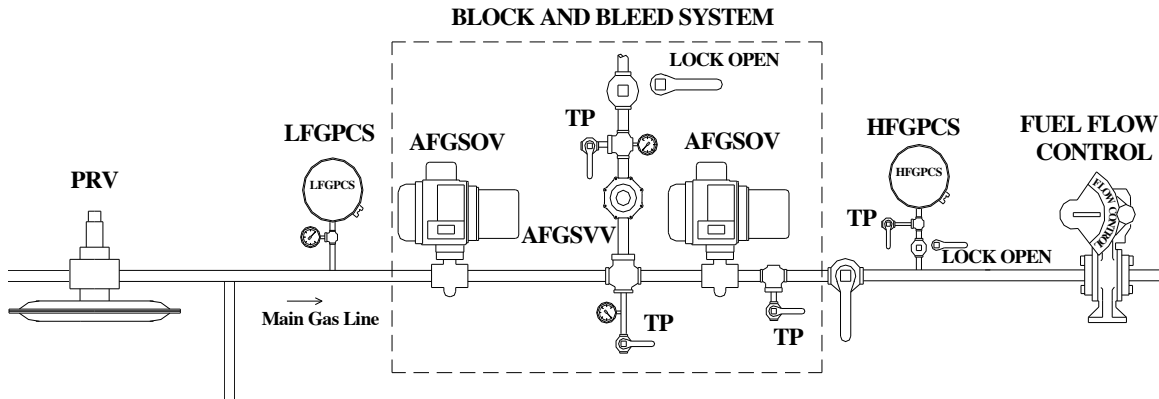 BLOCK AND BLEED SYSTEM
LOCK OPEN
TP
LFGPCS
AFGSOV
AFGSOV
HFGPCS
FUEL FLOW
CONTROL
PRV
LFGPCS
HFGPCS
FLOW CONTROL
TP
AFGSVV
LOCK OPEN
Main Gas Line
TP
TP